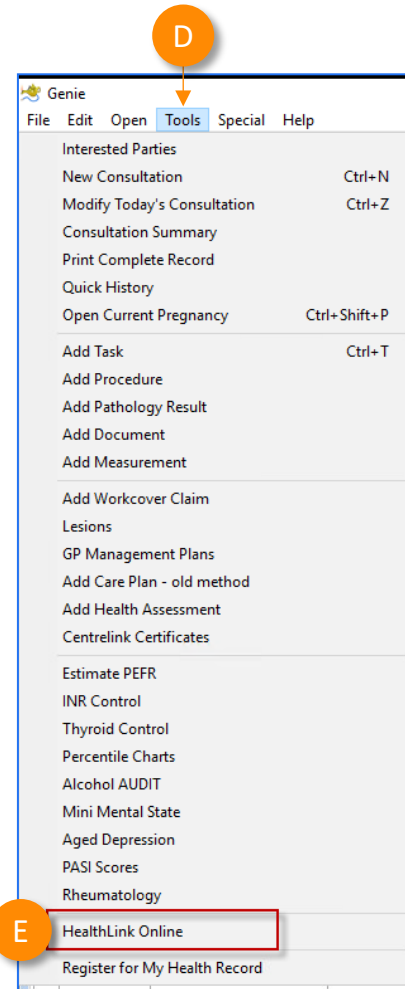 D
Genie
File Edit Open Tools Special Help
Interested Parties
New Consultation Ctrl+N
Modify Today's Consultation Ctrl+Z
Consultation Summary
Print Complete Record
Quick History
Open Current Pregnancy Ctrl+Shift+P
Add Task Ctrl+T
Add Procedure
Add Pathology Result
Add Document
Add Measurement
Add Workcover Claim
Lesions
GP Management Plans
Add Care Plan - old method
Add Health Assessment
Centrelink Certificates
Estimate PEFR
INR Control
Thyroid Control
Percentile Charts
Alcohol AUDIT
Mini Mental State
Aged Depression
PASI Scores
Rheumatology
E HealthLink Online
Register for My Health Record